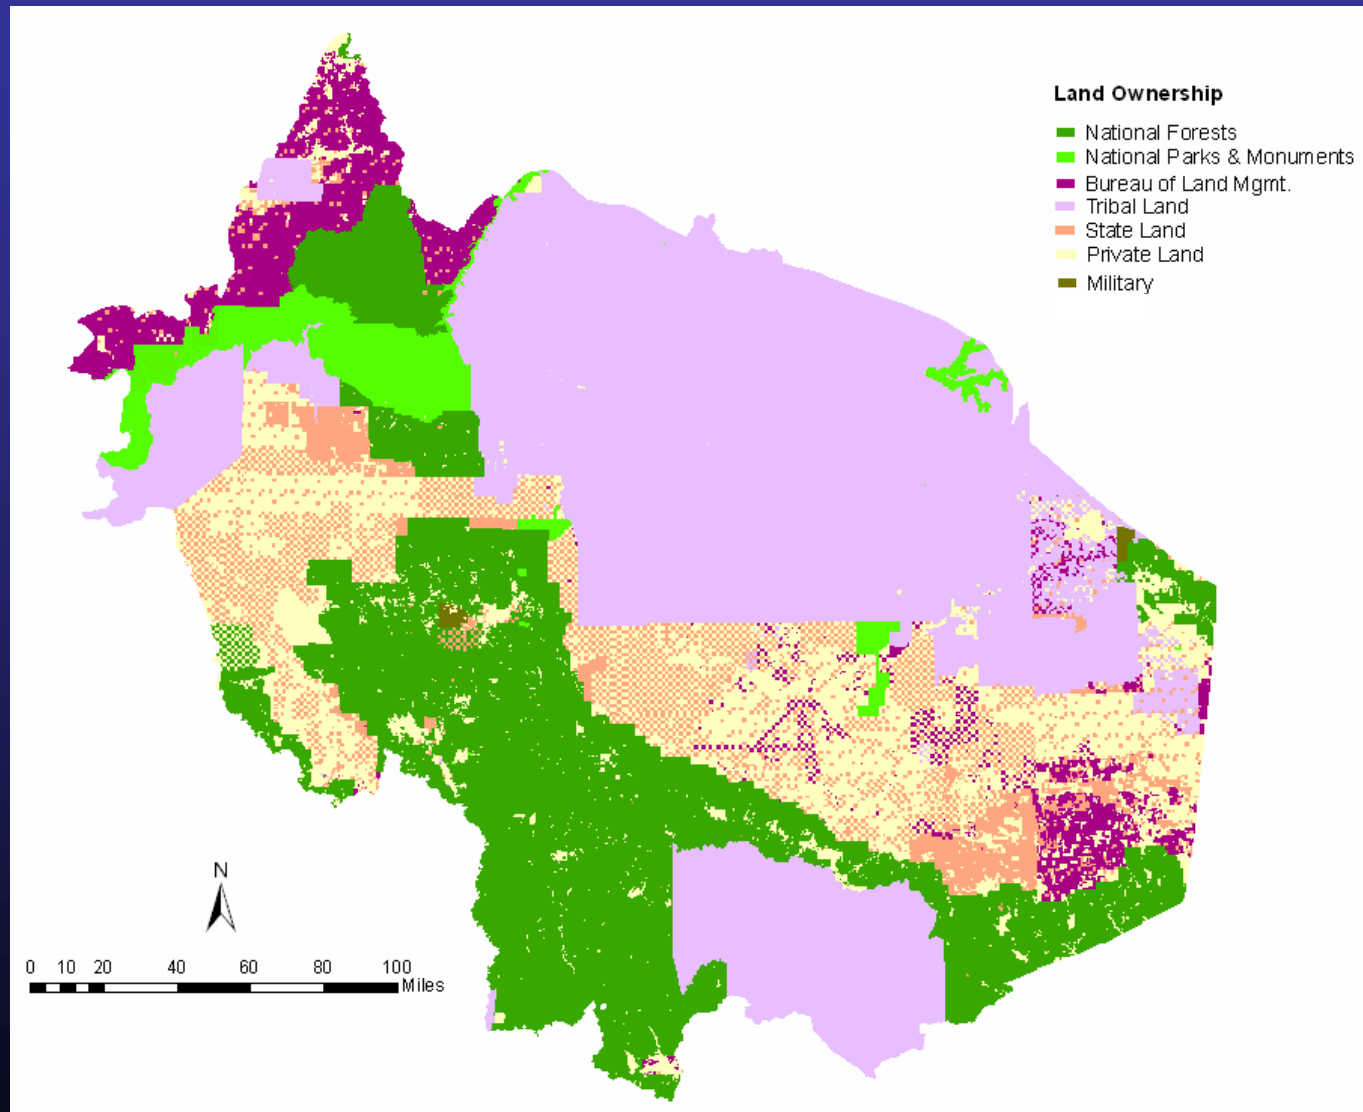 Land Ownership
National Forests
National Parks & Monuments
Bureau of Land Mgmt.
Tribal Land
State Land
Private Land
Military
N
0 10 20 40 60 80 100
Miles